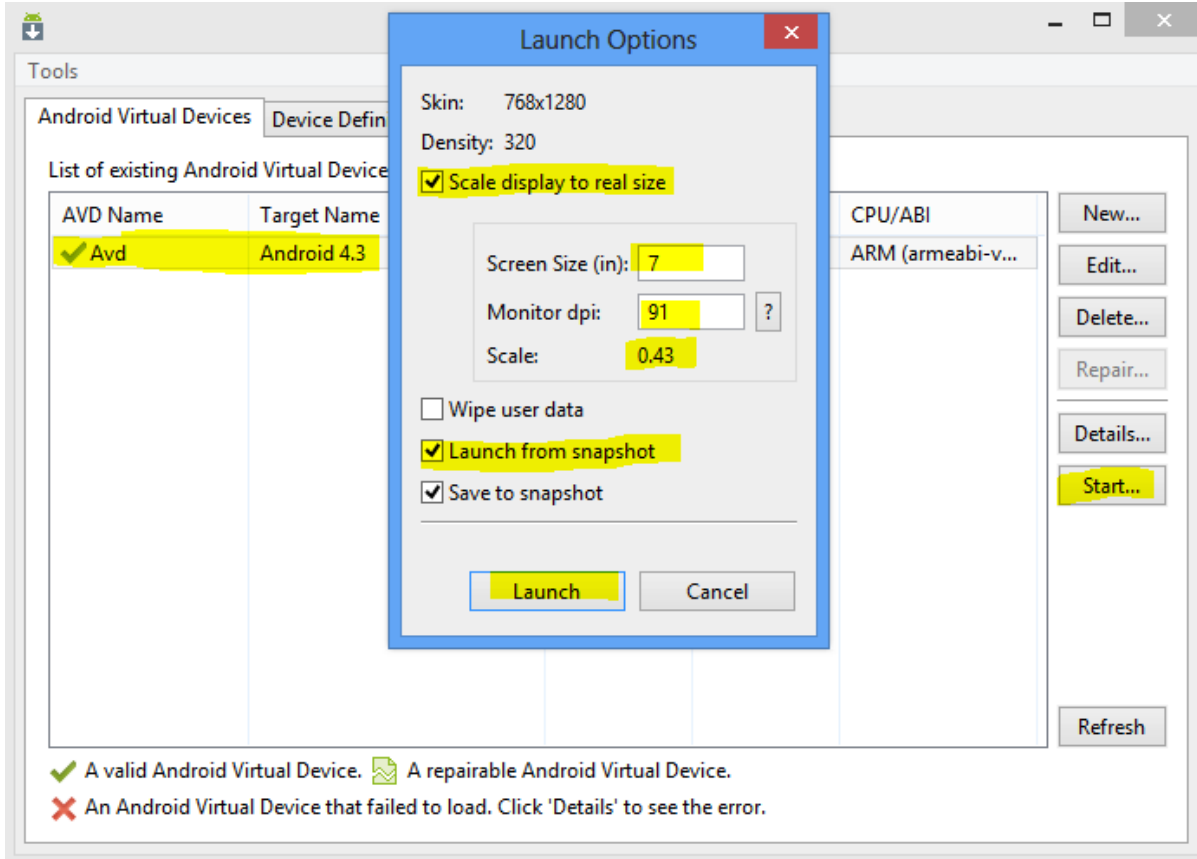 Launch Options
Tools
Android Virtual Devices
Device Defin
List of existing Android Virtual Device
AVD Name Target Name CPU/ABI
Avd Android 4.3 ARM (armeabi-v...
Skin: 768x1280
Density: 320
Scale display to real size
Screen Size (in): 7
Monitor dpi: 91 ?
Scale: 0.43
Wipe user data
Launch from snapshot
Save to snapshot
Launch Cancel
New...
Edit...
Delete...
Repair...
Details...
Start...
Refresh
A valid Android Virtual Device. A repairable Android Virtual Device.
An Android Virtual Device that failed to load. Click 'Details' to see the error.